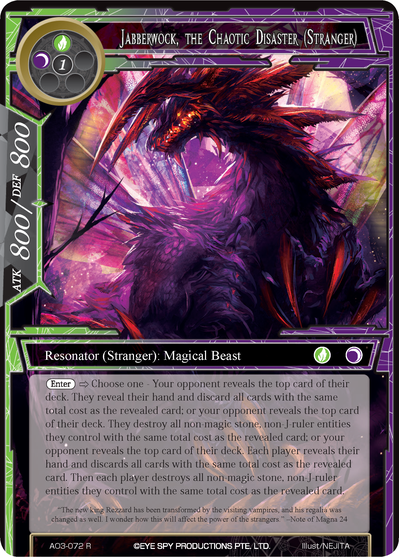 Jabberwock, the Chaotic Disaster (Stranger)
1
ATK 800/DEF 800
Resonator (Stranger): Magical Beast
Enter ⇨ Choose one - Your opponent reveals the top card of their
deck. They reveal their hand and discard all cards with the same
total cost as the revealed card; or your opponent reveals the top card
of their deck. They destroy all non-magic stone, non-J-ruler entities
they control with the same total cost as the revealed card; or your
opponent reveals the top card of their deck. Each player reveals their
hand and discards all cards with the same total cost as the revealed
card. Then each player destroys all non-magic stone, non-J-ruler
entities they control with the same total cost as the revealed card.
"The new king Rezzard has been transformed by the visiting vampires, and his regalia was
changed as well. I wonder how this will affect the power of the strangers." –Note of Magna 24
AO3-072 R
©EYE SPY PRODUCTIONS PTE. LTD.
Illust/NEJITA